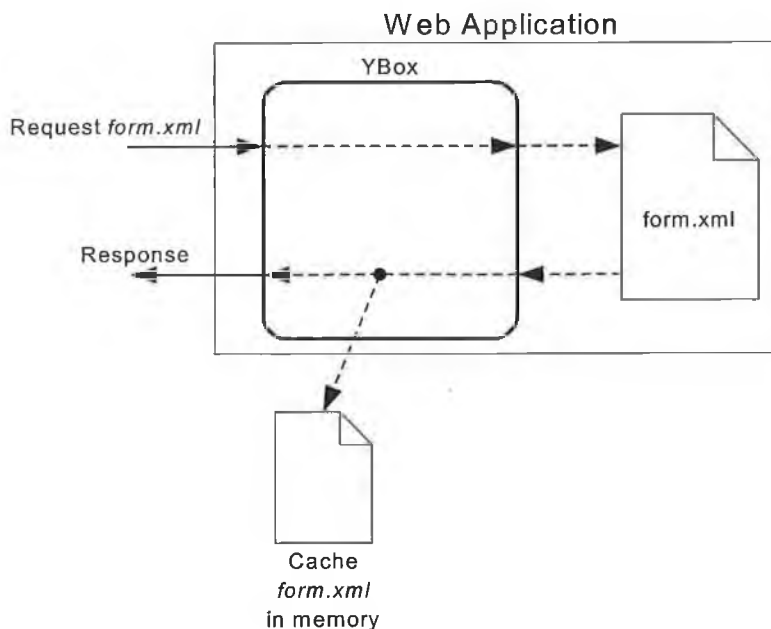 Web Application
YBox
Request form.xml
form.xml
Response
Cache
form.xml
in memory